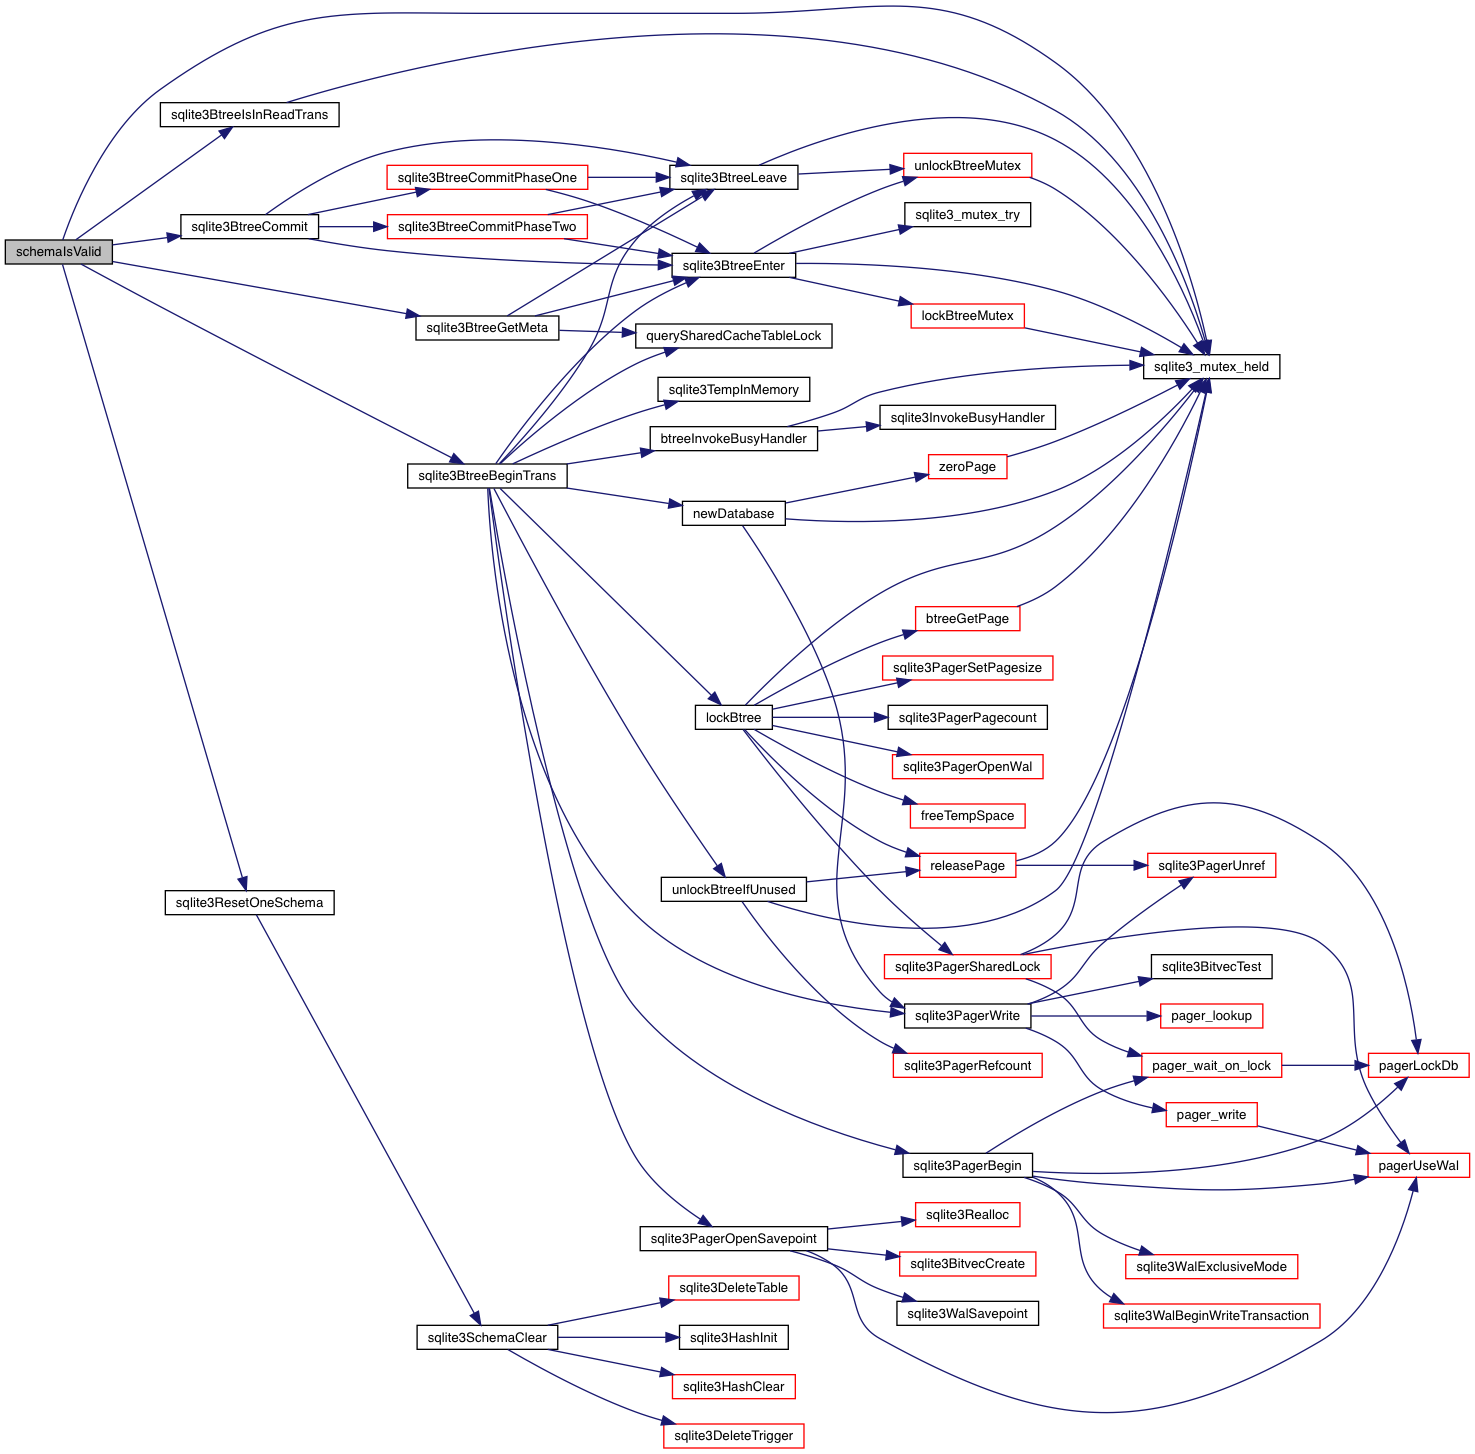 schemaIsValid
sqlite3BtreeIsInReadTrans
sqlite3BtreeCommit
sqlite3BtreeCommitPhaseOne
sqlite3BtreeCommitPhaseTwo
sqlite3BtreeGetMeta
sqlite3BtreeBeginTrans
sqlite3ResetOneSchema
sqlite3SchemaClear
sqlite3BtreeLeave
sqlite3BtreeEnter
querySharedCacheTableLock
sqlite3TempInMemory
btreeInvokeBusyHandler
newDatabase
lockBtree
unlockBtreeIfUnused
sqlite3PagerOpenSavepoint
sqlite3DeleteTable
sqlite3HashInit
sqlite3HashClear
sqlite3DeleteTrigger
unlockBtreeMutex
sqlite3_mutex_try
lockBtreeMutex
sqlite3InvokeBusyHandler
zeroPage
btreeGetPage
sqlite3PagerSetPagesize
sqlite3PagerPagecount
sqlite3PagerOpenWal
freeTempSpace
releasePage
sqlite3PagerSharedLock
sqlite3PagerWrite
sqlite3PagerRefcount
sqlite3PagerBegin
sqlite3Realloc
sqlite3BitvecCreate
sqlite3WalSavepoint
sqlite3_mutex_held
sqlite3PagerUnref
sqlite3BitvecTest
pager_lookup
pager_wait_on_lock
pager_write
sqlite3WalExclusiveMode
sqlite3WalBeginWriteTransaction
pagerLockDb
pagerUseWal